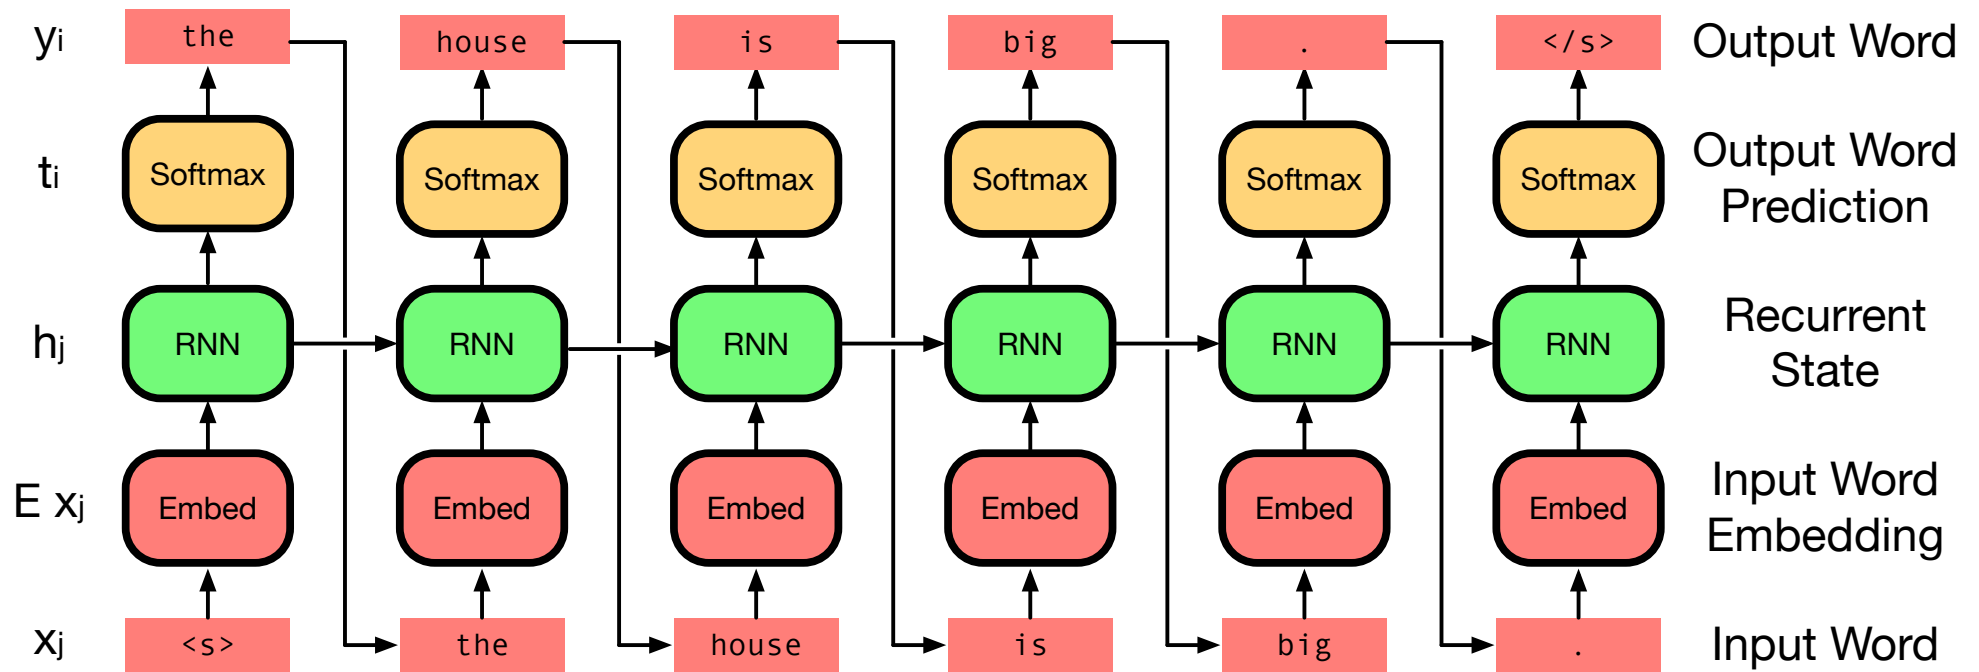 yi the house is big . </s> Output Word
ti Softmax Softmax Softmax Softmax Softmax Softmax Output Word
Prediction
hj RNN RNN RNN RNN RNN RNN Recurrent
State
E xj Embed Embed Embed Embed Embed Embed Input Word
Embedding
xj <s> the house is big . Input Word